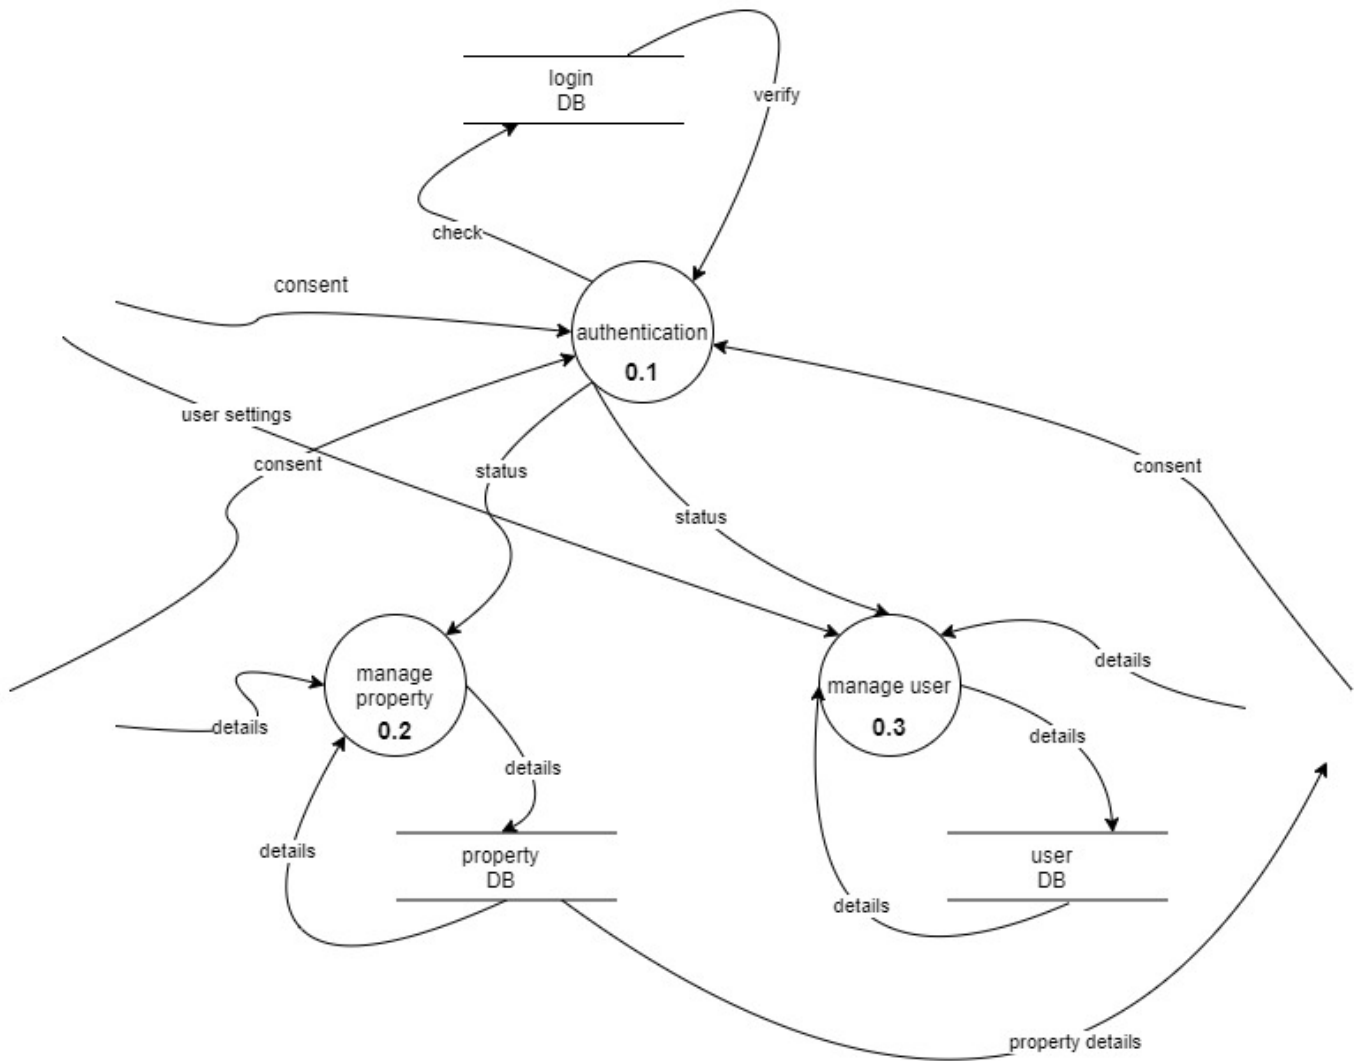 login
DB
verify
check
consent
authentication
0.1
user settings
consent
status
consent
status
manage
property
0.2
manage user
0.3
details
details
details
details
details
property
DB
user
DB
details
property details